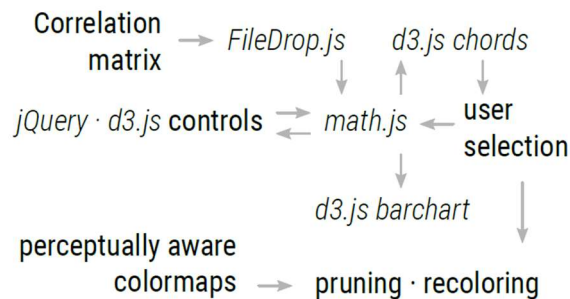 Correlation
matrix
FileDrop.js
d3.js chords
jQuery · d3.js controls
math.js
user
selection
d3.js barchart
perceptually aware
colormaps
pruning · recoloring